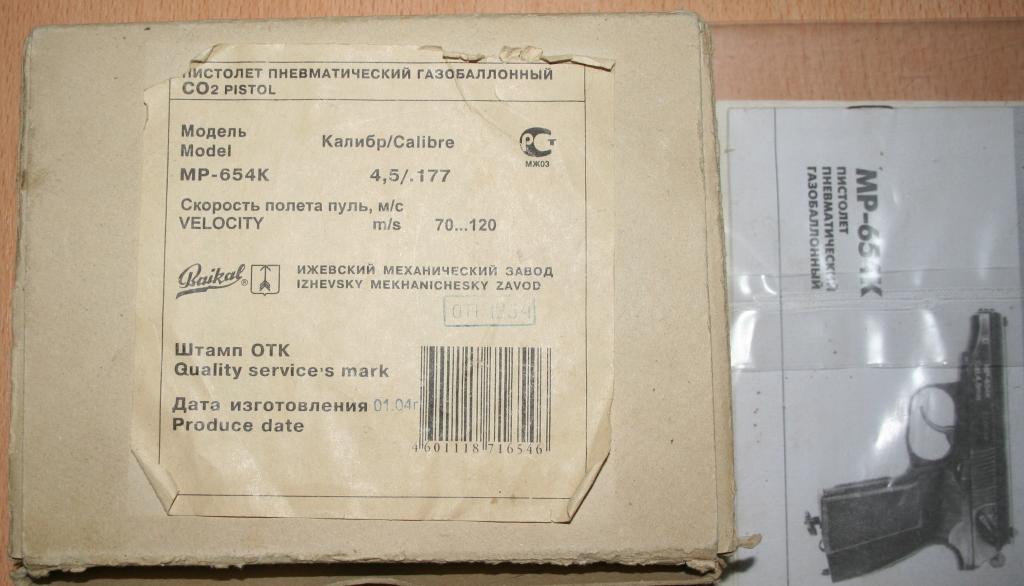 ПИСТОЛЕТ ПНЕВМАТИЧЕСКИЙ ГАЗОБАЛЛОННЫЙ
CO2 PISTOL
Модель
Model
Калибр/Calibre
МЖ03
MP-654K
4,5/.177
Скорость полета пуль, м/с
VELOCITY m/s 70...120
Baikal®
ИЖЕВСКИЙ МЕХАНИЧЕСКИЙ ЗАВОД
IZHEVSKY MEKHANICHESKY ZAVOD
ОТК
Штамп ОТК
Quality service's mark
Дата изготовления 01.04г
Produce date
4601118716546
МР-654К
ПИСТОЛЕТ
ПНЕВМАТИЧЕСКИЙ
ГАЗОБАЛЛОННЫЙ